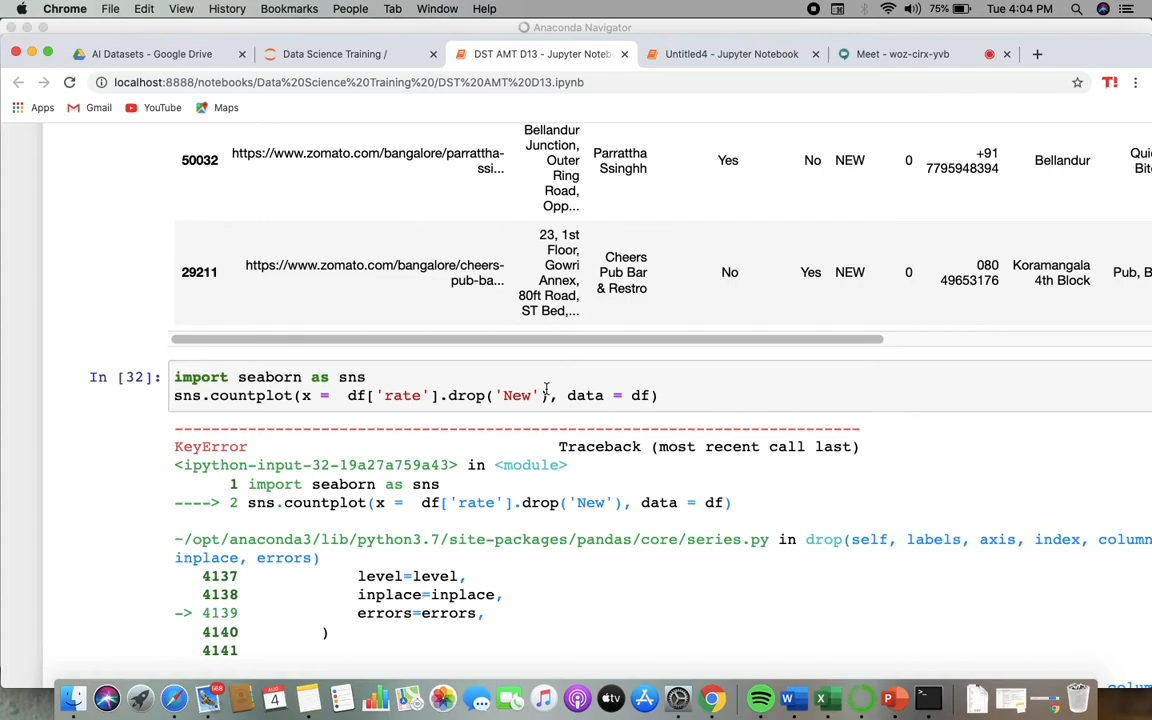 Chrome File Edit View History Bookmarks People Tab Window Help 75% Tue 4:04 PM
Anaconda Navigator
AI Datasets - Google Drive × Data Science Training / × DST AMT D13 - Jupyter Noteb × Untitled4 - Jupyter Notebook × Meet - woz-cirx-yvb ×
localhost:8888/notebooks/Data%20Science%20Training%20/DST%20AMT%20D13.ipynb T!
Apps Gmail YouTube Maps
Bellandur
Junction,
Outer
Ring
Road,
Opp...
50032 https://www.zomato.com/bangalore/parrattha-
ssi...
Parrattha
Ssinghh
Yes No NEW 0
+91
7795948394
Bellandur
Quic
Bit
29211 https://www.zomato.com/bangalore/cheers-
pub-ba...
23, 1st
Floor,
Gowri
Annex,
80ft Road,
ST Bed,...
Cheers
Pub Bar
& Restro
No Yes NEW 0
080
49653176
Koramangala
4th Block
Pub, B
In [32]: import seaborn as sns
sns.countplot(x =  df['rate'].drop('New'), data = df)
---------------------------------------------------------------------------
KeyError                                  Traceback (most recent call last)
<ipython-input-32-19a27a759a43> in <module>
1 import seaborn as sns
----> 2 sns.countplot(x =  df['rate'].drop('New'), data = df)
~/opt/anaconda3/lib/python3.7/site-packages/pandas/core/series.py in drop(self, labels, axis, index, column
inplace, errors)
4137 level=level,
4138 inplace=inplace,
-> 4139 errors=errors,
4140 )
4141